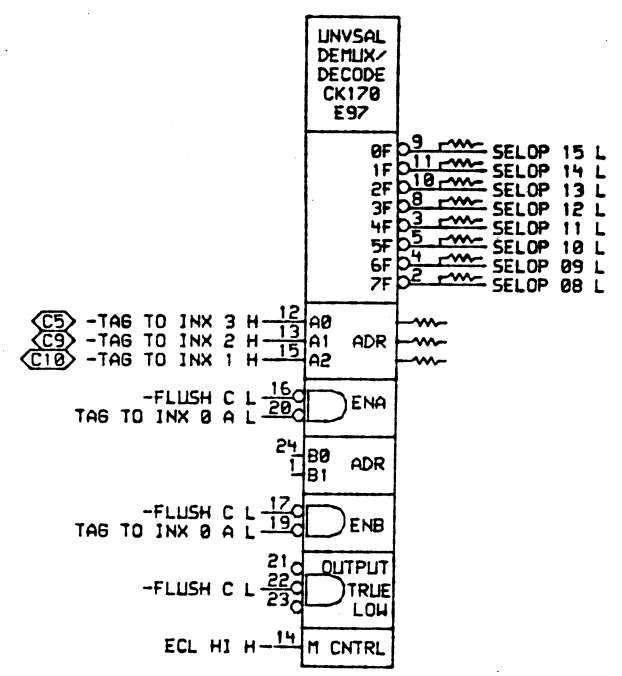 UNVSAL
DEMUX/
DECODE
CK170
E97
0F 9 SELOP 15 L
1F 11 SELOP 14 L
2F 10 SELOP 13 L
3F 8 SELOP 12 L
4F 3 SELOP 11 L
5F 5 SELOP 10 L
6F 4 SELOP 09 L
7F 2 SELOP 08 L
C5 -TAG TO INX 3 H 12 A0
C9 -TAG TO INX 2 H 13 A1 ADR
C10 -TAG TO INX 1 H 15 A2
-FLUSH C L 16 ENA
TAG TO INX 0 A L 20
24 B0 ADR
1 B1
-FLUSH C L 17 ENB
TAG TO INX 0 A L 19
21 OUTPUT
-FLUSH C L 22 TRUE
23 LOW
ECL HI H 14 M CNTRL